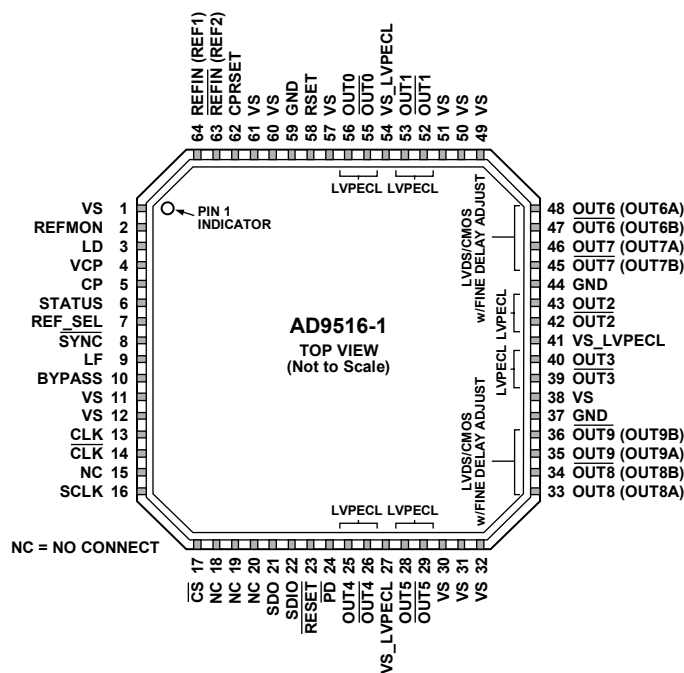 64 REFIN (REF1)
63 REFIN (REF2)
62 CPRSET
61 VS
60 VS
59 GND
58 RSET
57 VS
56 OUT0
55 OUT0
54 VS_LVPECL
53 OUT1
52 OUT1
51 VS
50 VS
49 VS
LVPECL LVPECL
VS 1
REFMON 2
LD 3
VCP 4
CP 5
STATUS 6
REF_SEL 7
SYNC 8
LF 9
BYPASS 10
VS 11
VS 12
CLK 13
CLK 14
NC 15
SCLK 16
PIN 1
INDICATOR
AD9516-1
TOP VIEW
(Not to Scale)
LVDS/CMOS
w/FINE DELAY ADJUST
LVPECL
LVPECL
LVDS/CMOS
w/FINE DELAY ADJUST
48 OUT6 (OUT6A)
47 OUT6 (OUT6B)
46 OUT7 (OUT7A)
45 OUT7 (OUT7B)
44 GND
43 OUT2
42 OUT2
41 VS_LVPECL
40 OUT3
39 OUT3
38 VS
37 GND
36 OUT9 (OUT9B)
35 OUT9 (OUT9A)
34 OUT8 (OUT8B)
33 OUT8 (OUT8A)
LVPECL LVPECL
NC = NO CONNECT
CS 17
NC 18
NC 19
NC 20
SDO 21
SDIO 22
RESET 23
PD 24
OUT4 25
OUT4 26
VS_LVPECL 27
OUT5 28
OUT5 29
VS 30
VS 31
VS 32